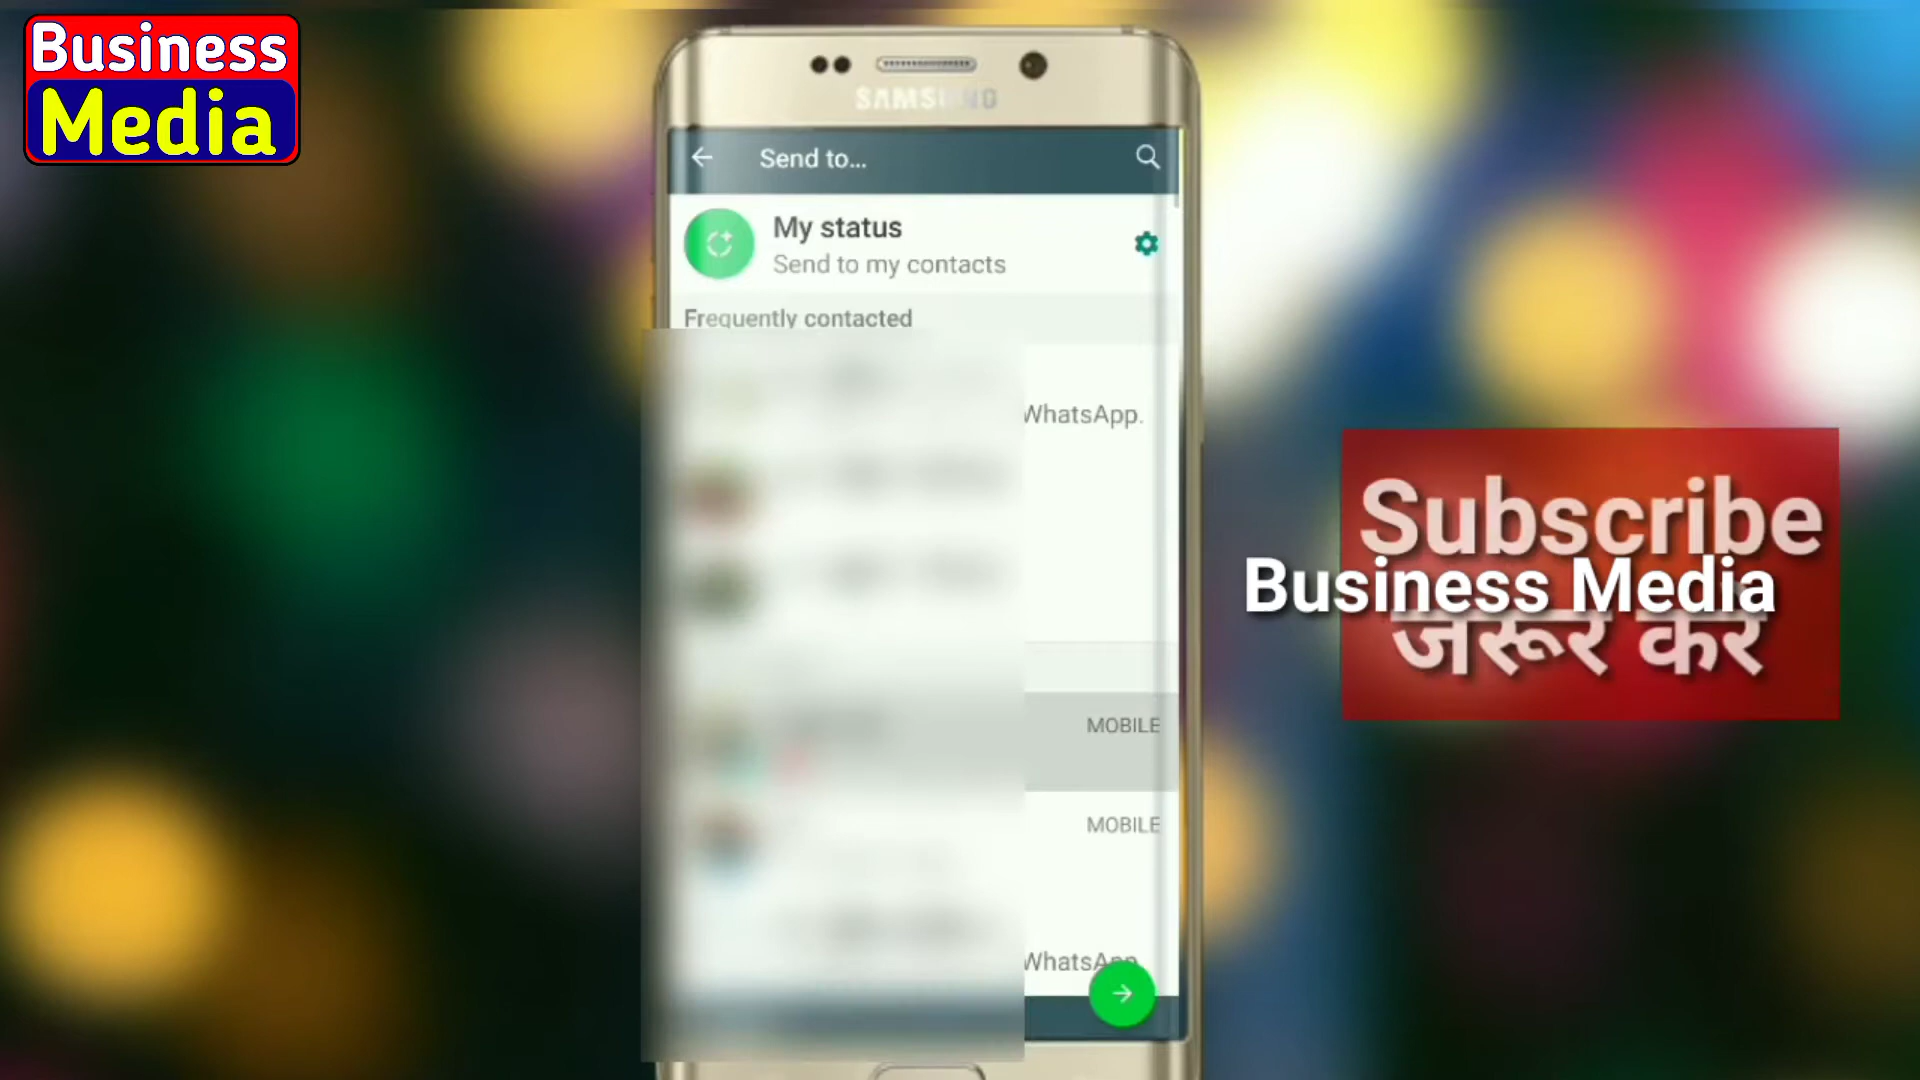 Business
Media
SAMSUNG
Send to...
My status
Send to my contacts
Frequently contacted
WhatsApp.
MOBILE
MOBILE
WhatsApp.
Subscribe
Business Media
जरूर करे